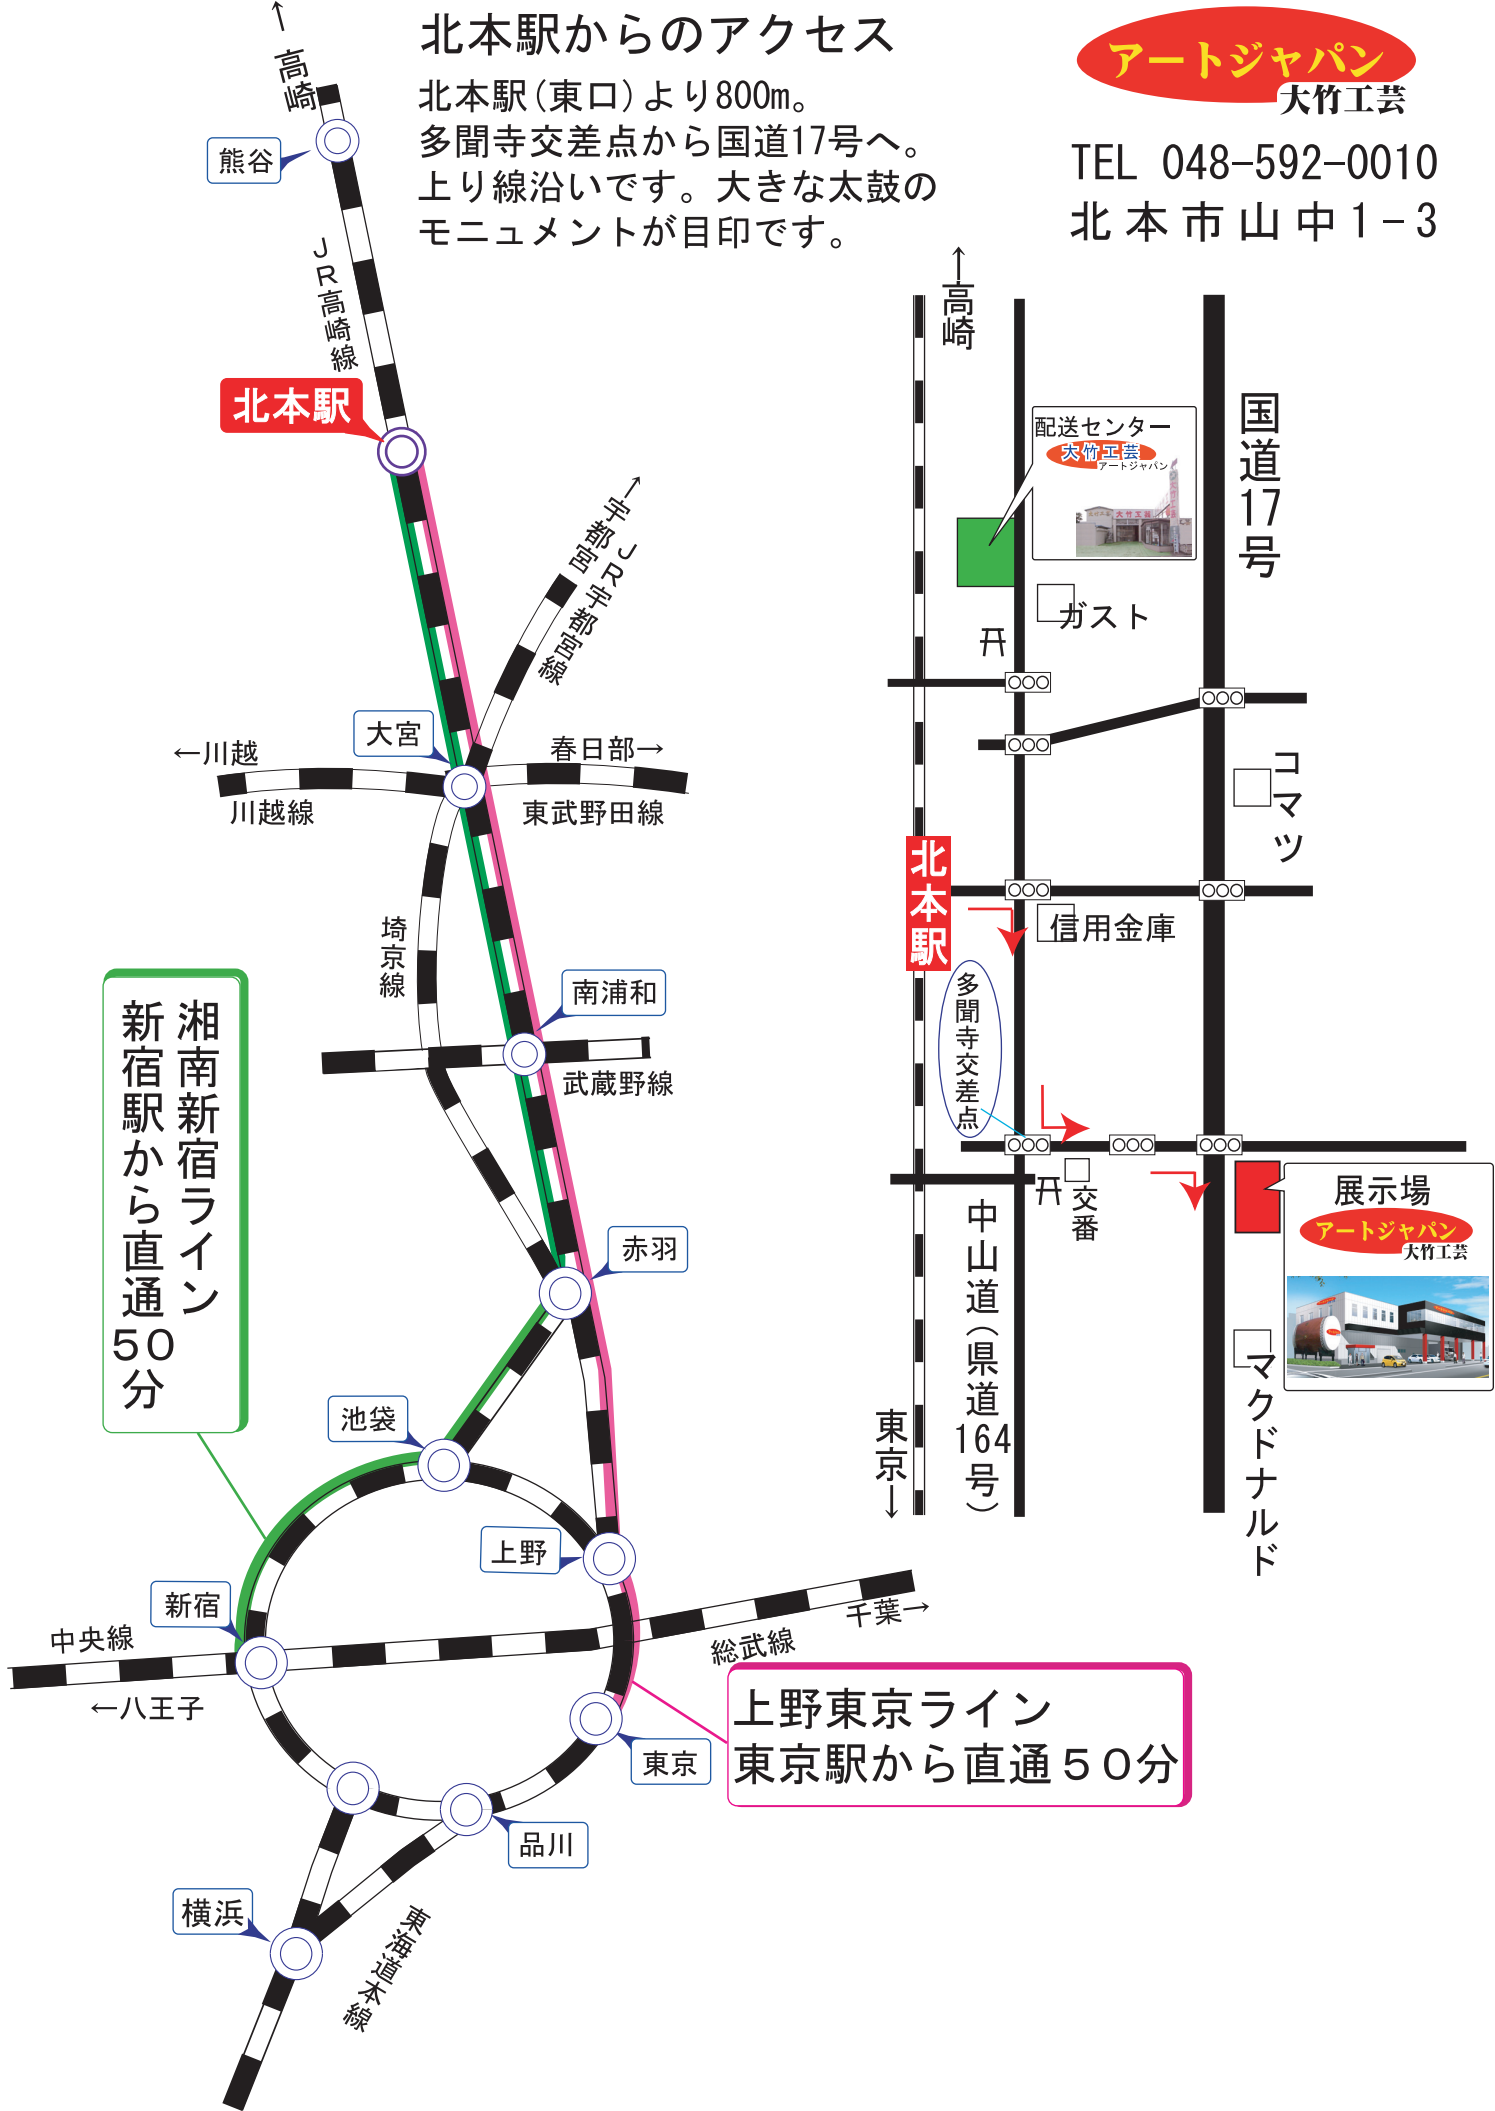 北本駅からのアクセス
北本駅(東口)より800m。
多聞寺交差点から国道17号へ。
上り線沿いです。大きな太鼓の
モニュメントが目印です。
アートジャパン
大竹工芸
TEL 048-592-0010
北本市山中1-3
←高崎
熊谷
JR高崎線
北本駅
→宇都宮
JR宇都宮線
大宮
←川越
川越線
春日部→
東武野田線
埼京線
南浦和
武蔵野線
湘南新宿ライン
新宿駅から直通
50分
赤羽
池袋
上野
新宿
中央線
←八王子
千葉→
総武線
上野東京ライン
東京駅から直通50分
東京
品川
横浜
東海道本線
←高崎
国道17号
配送センター
大竹工芸
アートジャパン
大竹工芸
ガスト
コマツ
北本駅
信用金庫
多聞寺交差点
交番
展示場
アートジャパン
大竹工芸
中山道(県道164号)
東京→
マクドナルド